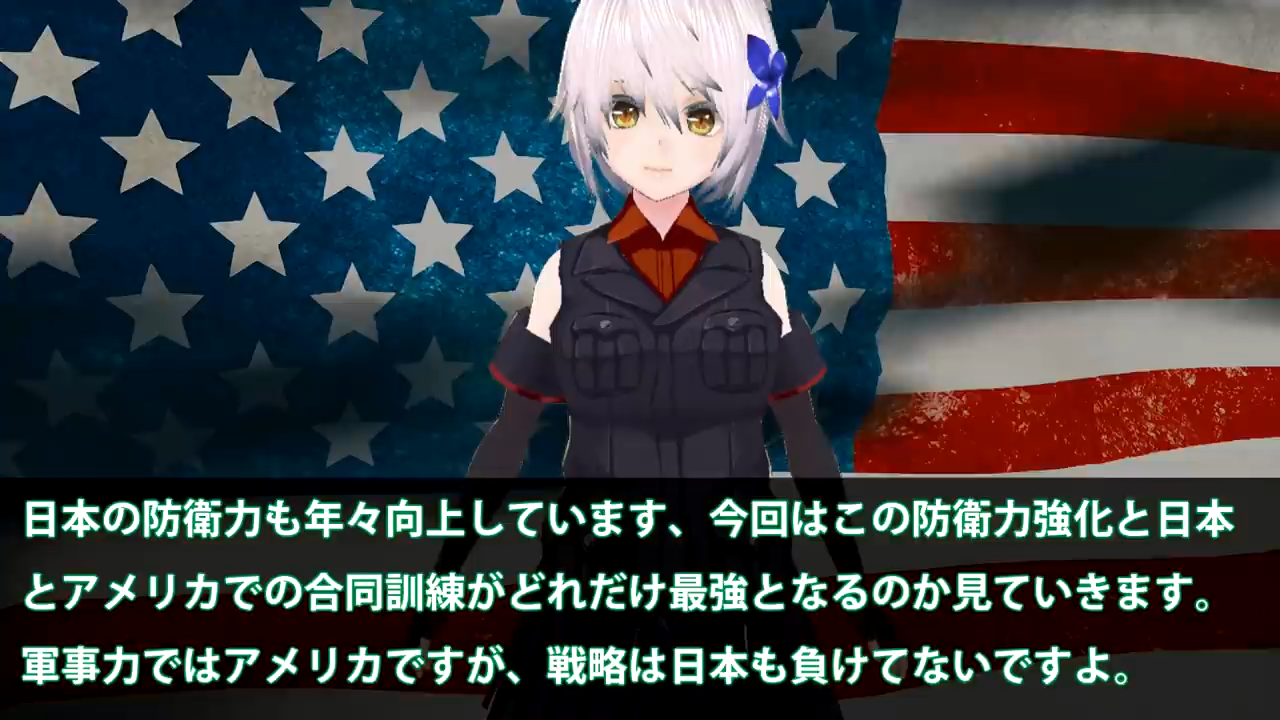 日本の防衛力も年々向上しています、今回はこの防衛力強化と日本
とアメリカでの合同訓練がどれだけ最強となるのか見ていきます。
軍事力ではアメリカですが、戦略は日本も負けてないですよ。